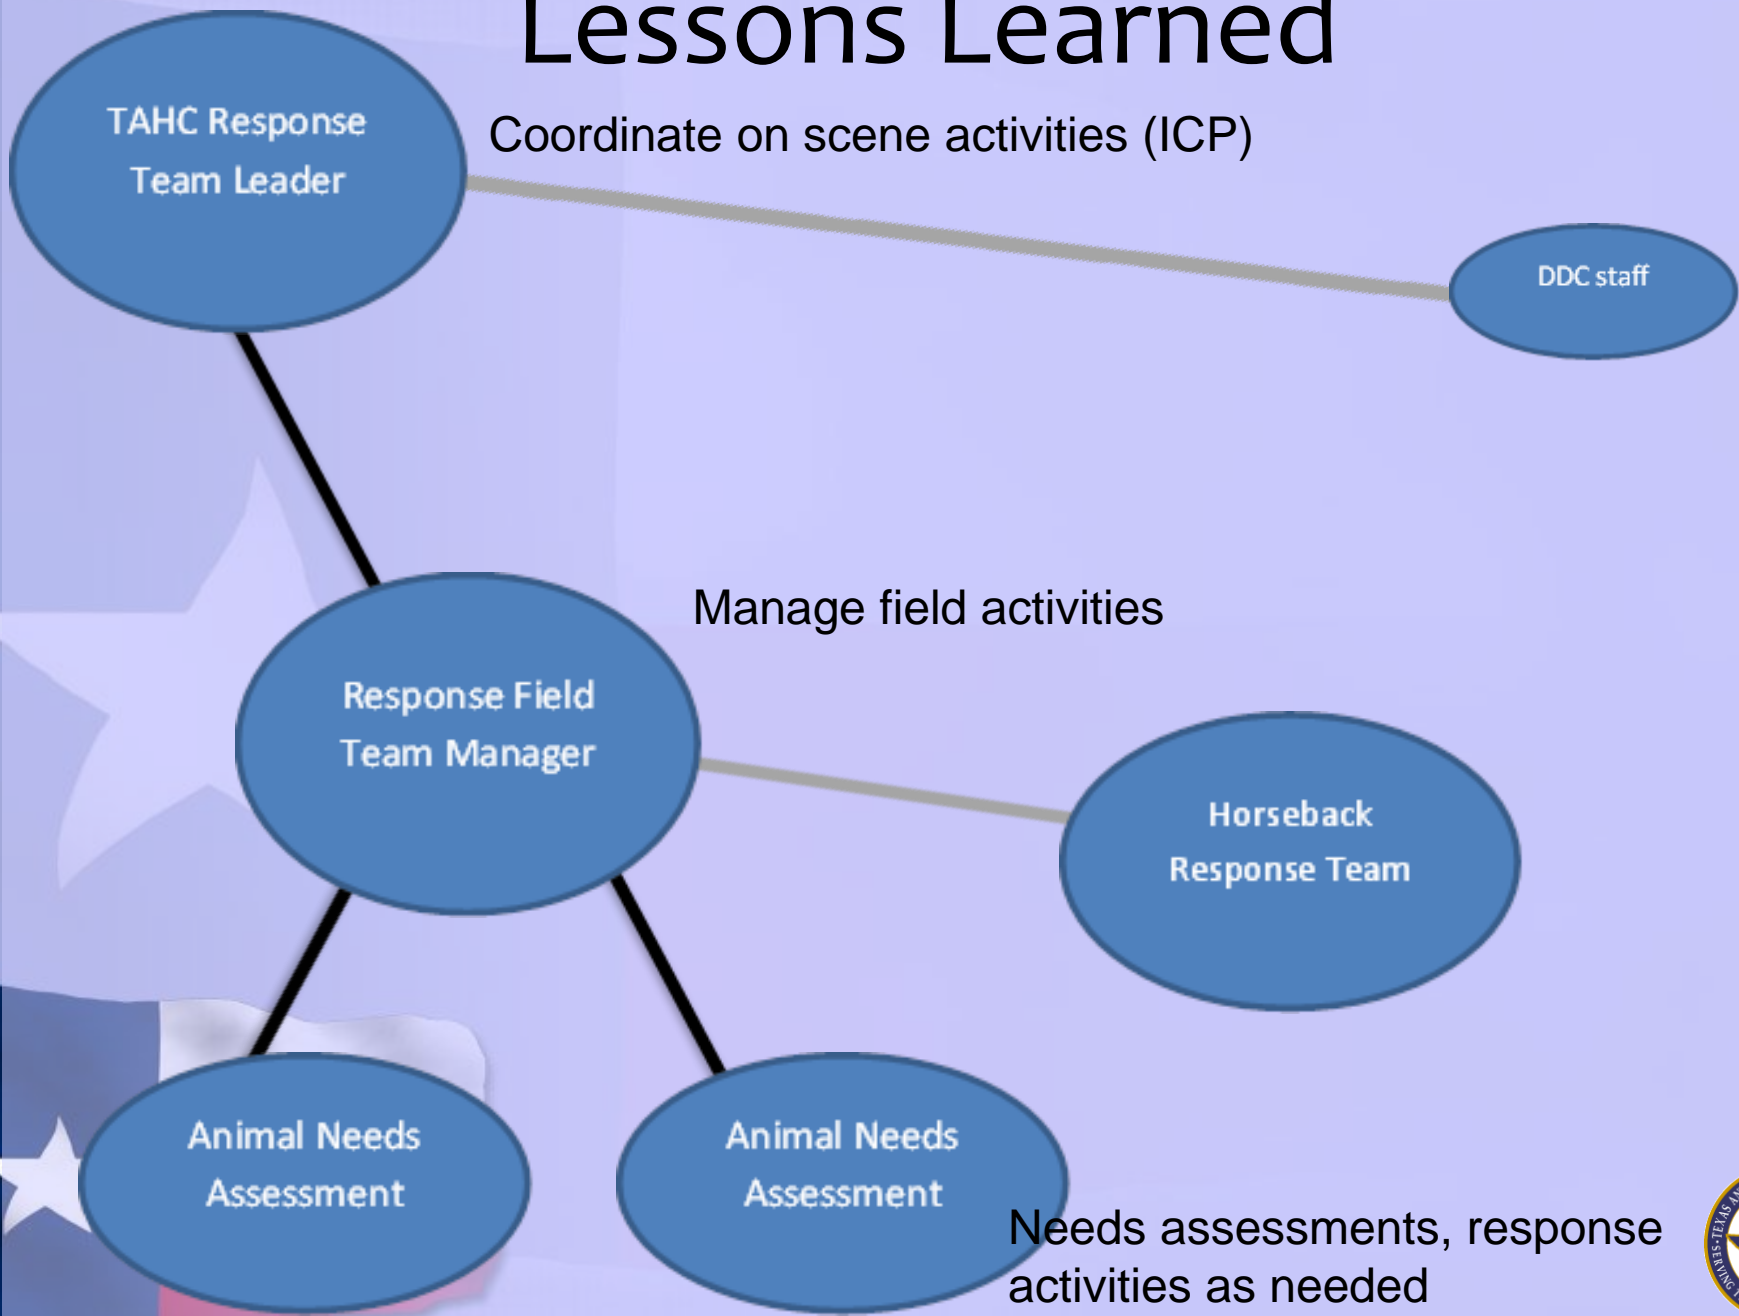 Lessons Learned
TAHC Response
Team Leader
Coordinate on scene activities (ICP)
DDC staff
Manage field activities
Response Field
Team Manager
Horseback
Response Team
Animal Needs
Assessment
Animal Needs
Assessment
Needs assessments, response
activities as needed